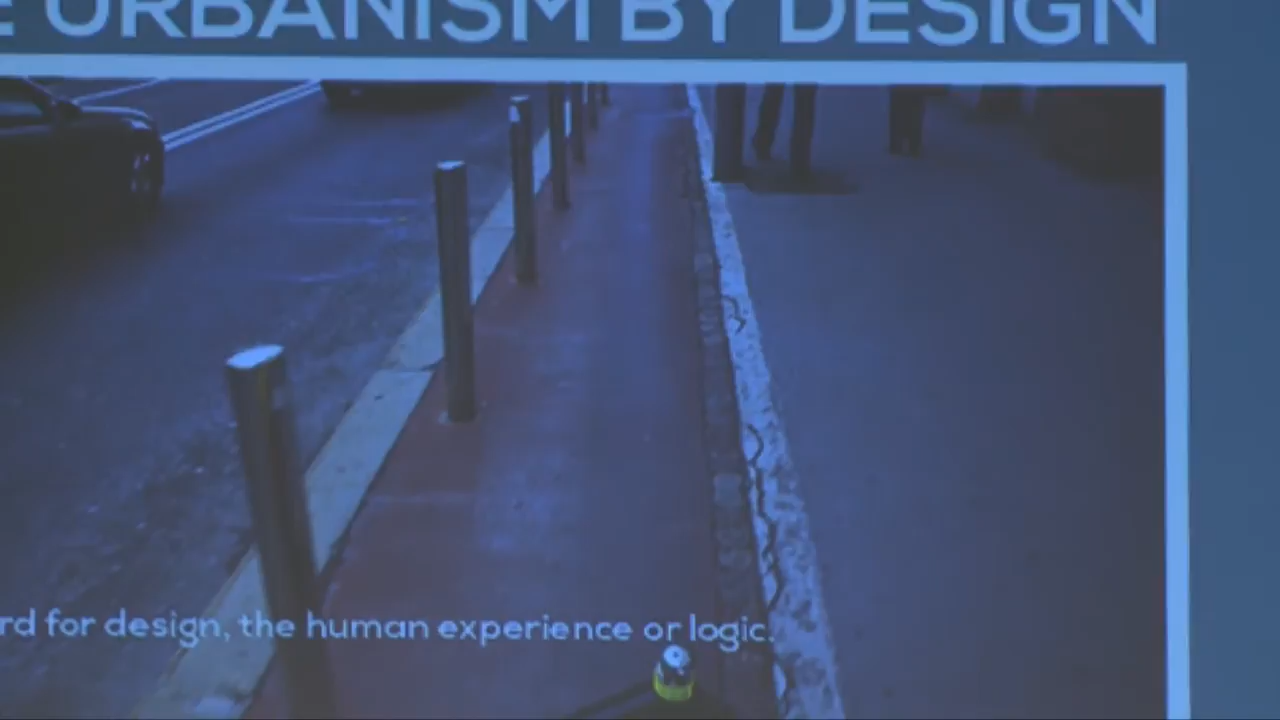 E URBANISM BY DESIGN
rd for design, the human experience or logic.